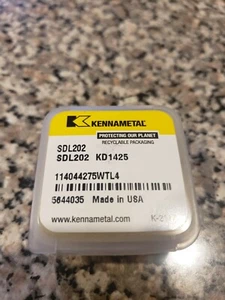 KENNAMETAL
PROTECTING OUR PLANET
RECYCLABLE PACKAGING
SDL202
SDL202 KD1425
114044275WTL4
5644035 Made in USA
www.kennametal.com